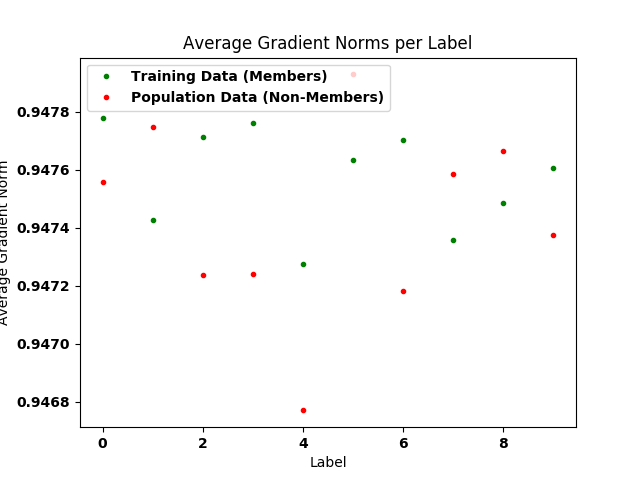 Average Gradient Norms per Label
Training Data (Members)
Population Data (Non-Members)
0.9478
0.9476
0.9474
0.9472
0.9470
0.9468
Average Gradient Norm
0 2 4 6 8
Label